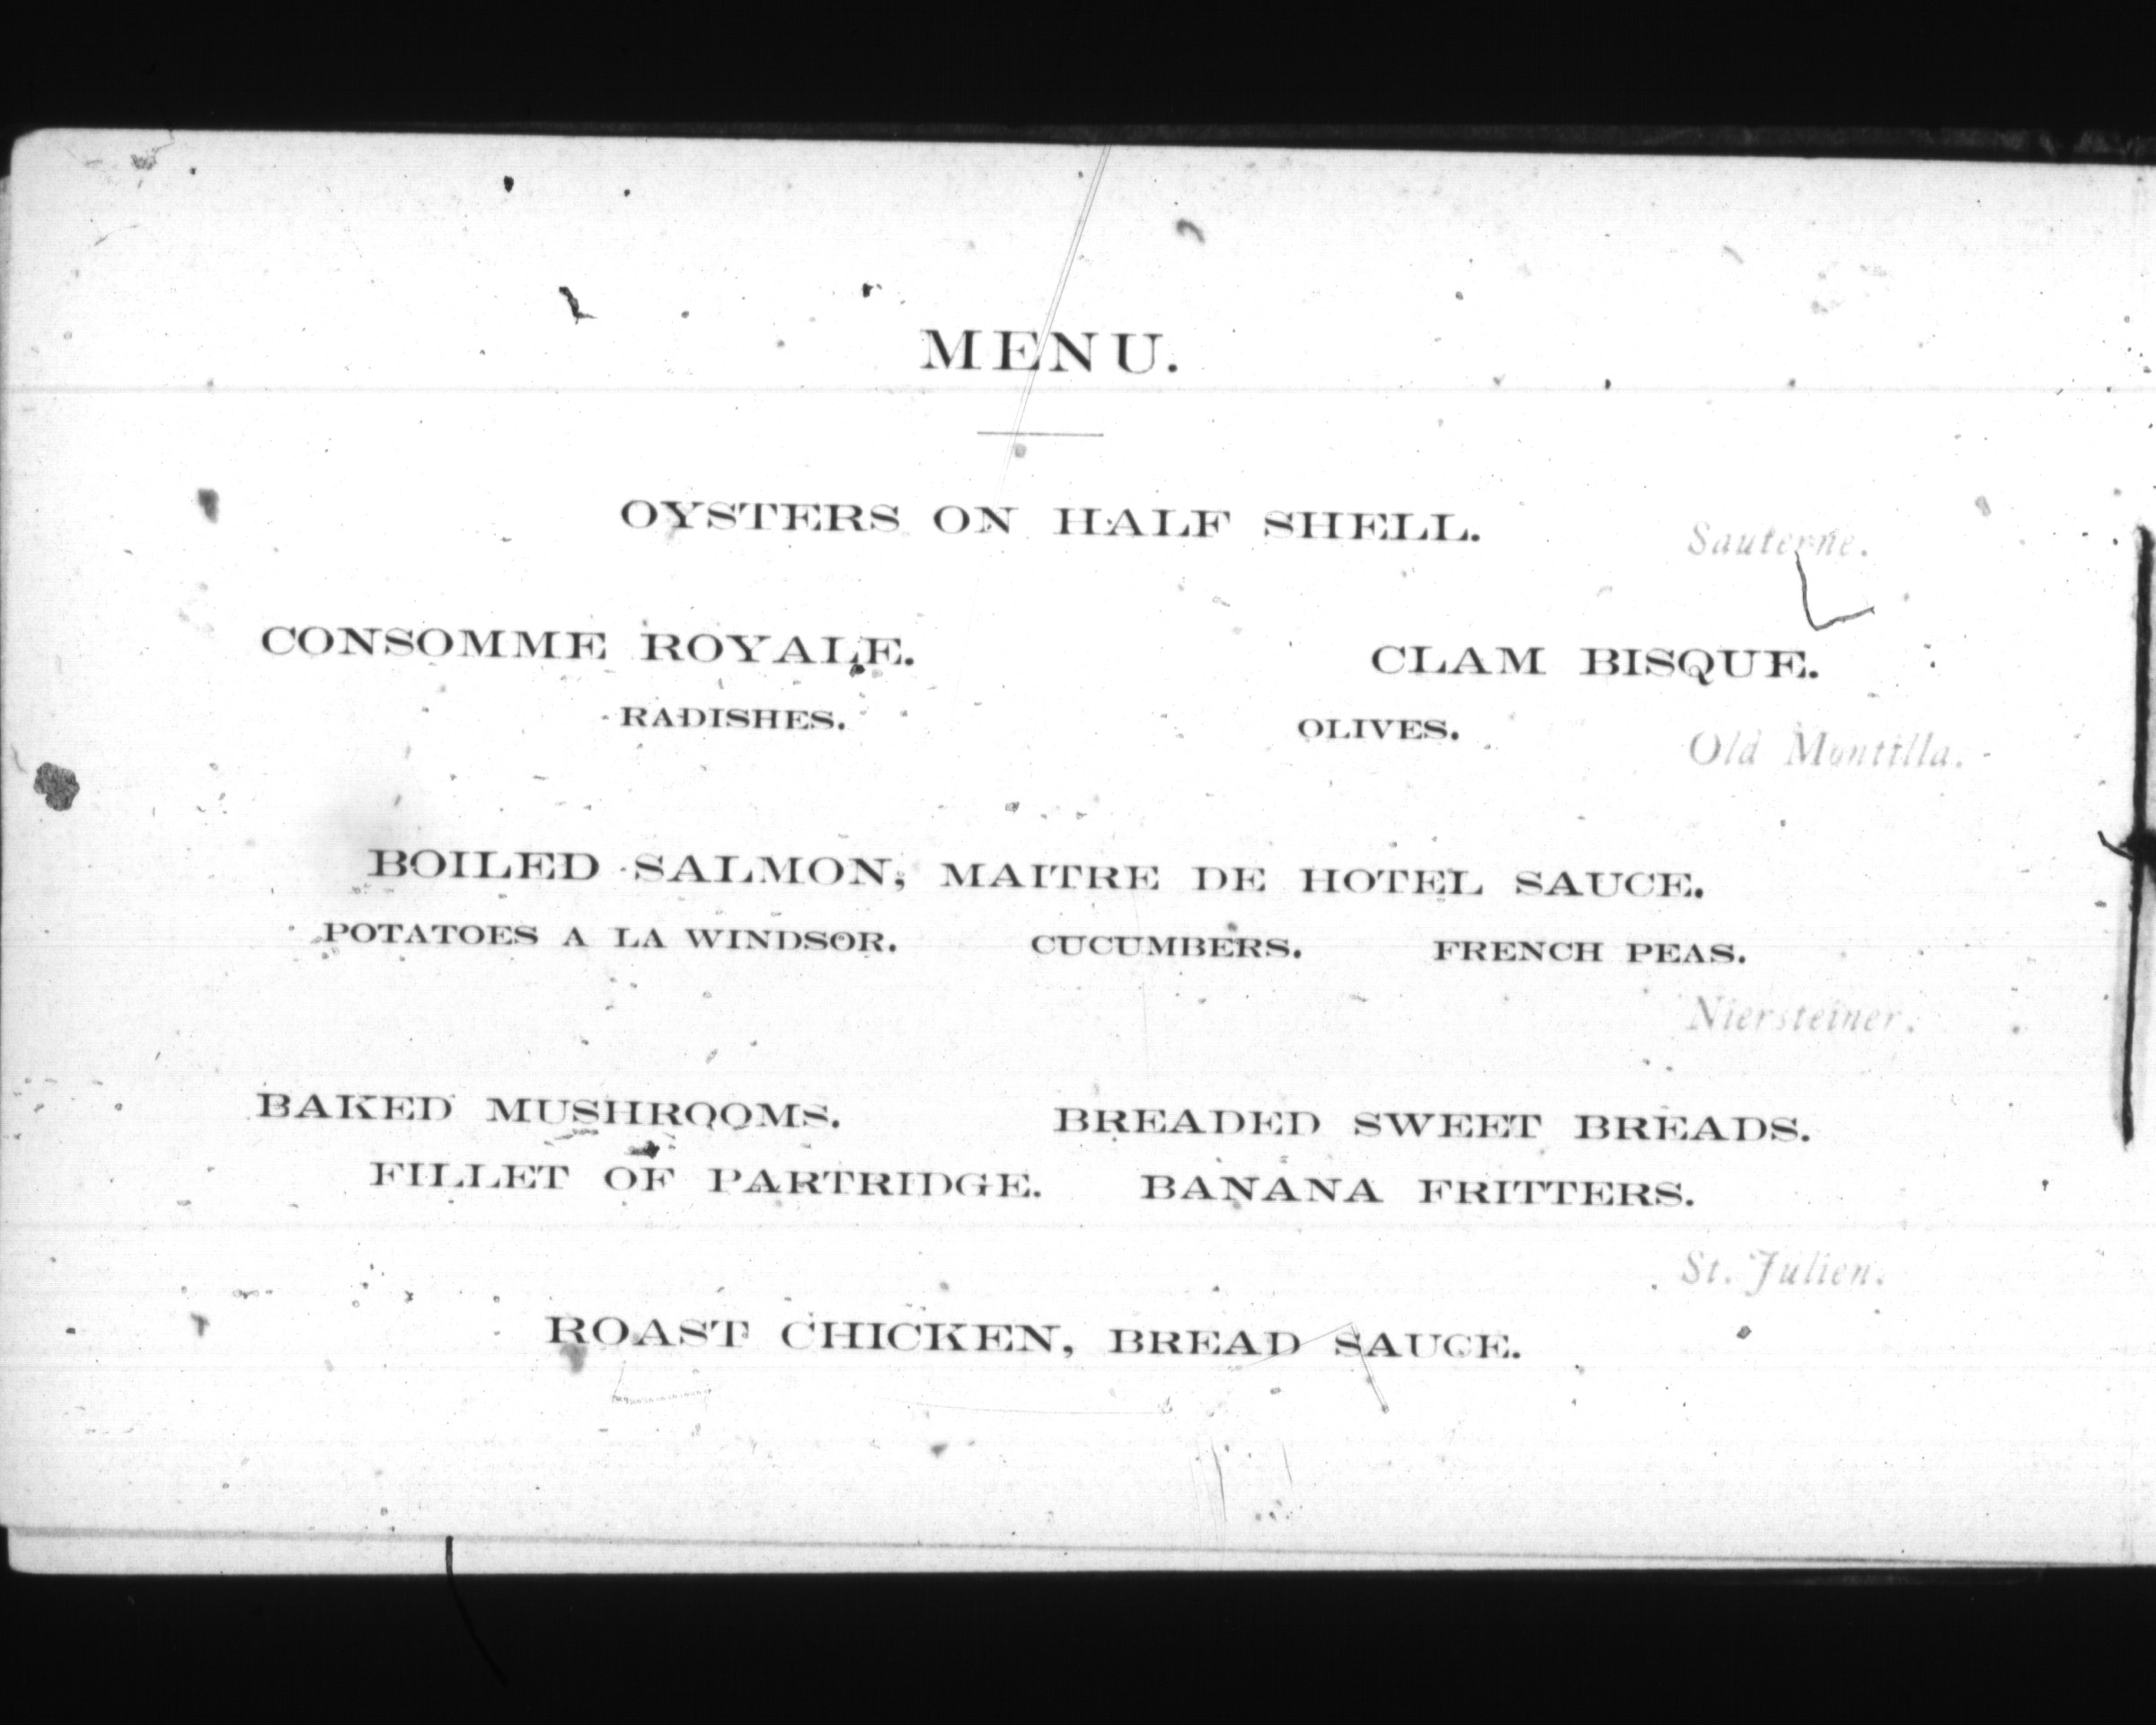 MENU.
OYSTERS ON HALF SHELL.
Sauterne.
CONSOMME ROYALE. CLAM BISQUE.
RADISHES. OLIVES.
Old Montilla.
BOILED SALMON, MAITRE DE HOTEL SAUCE.
POTATOES A LA WINDSOR. CUCUMBERS. FRENCH PEAS.
Niersteiner.
BAKED MUSHROOMS. BREADED SWEET BREADS.
FILLET OF PARTRIDGE. BANANA FRITTERS.
St. Julien.
ROAST CHICKEN, BREAD SAUCE.